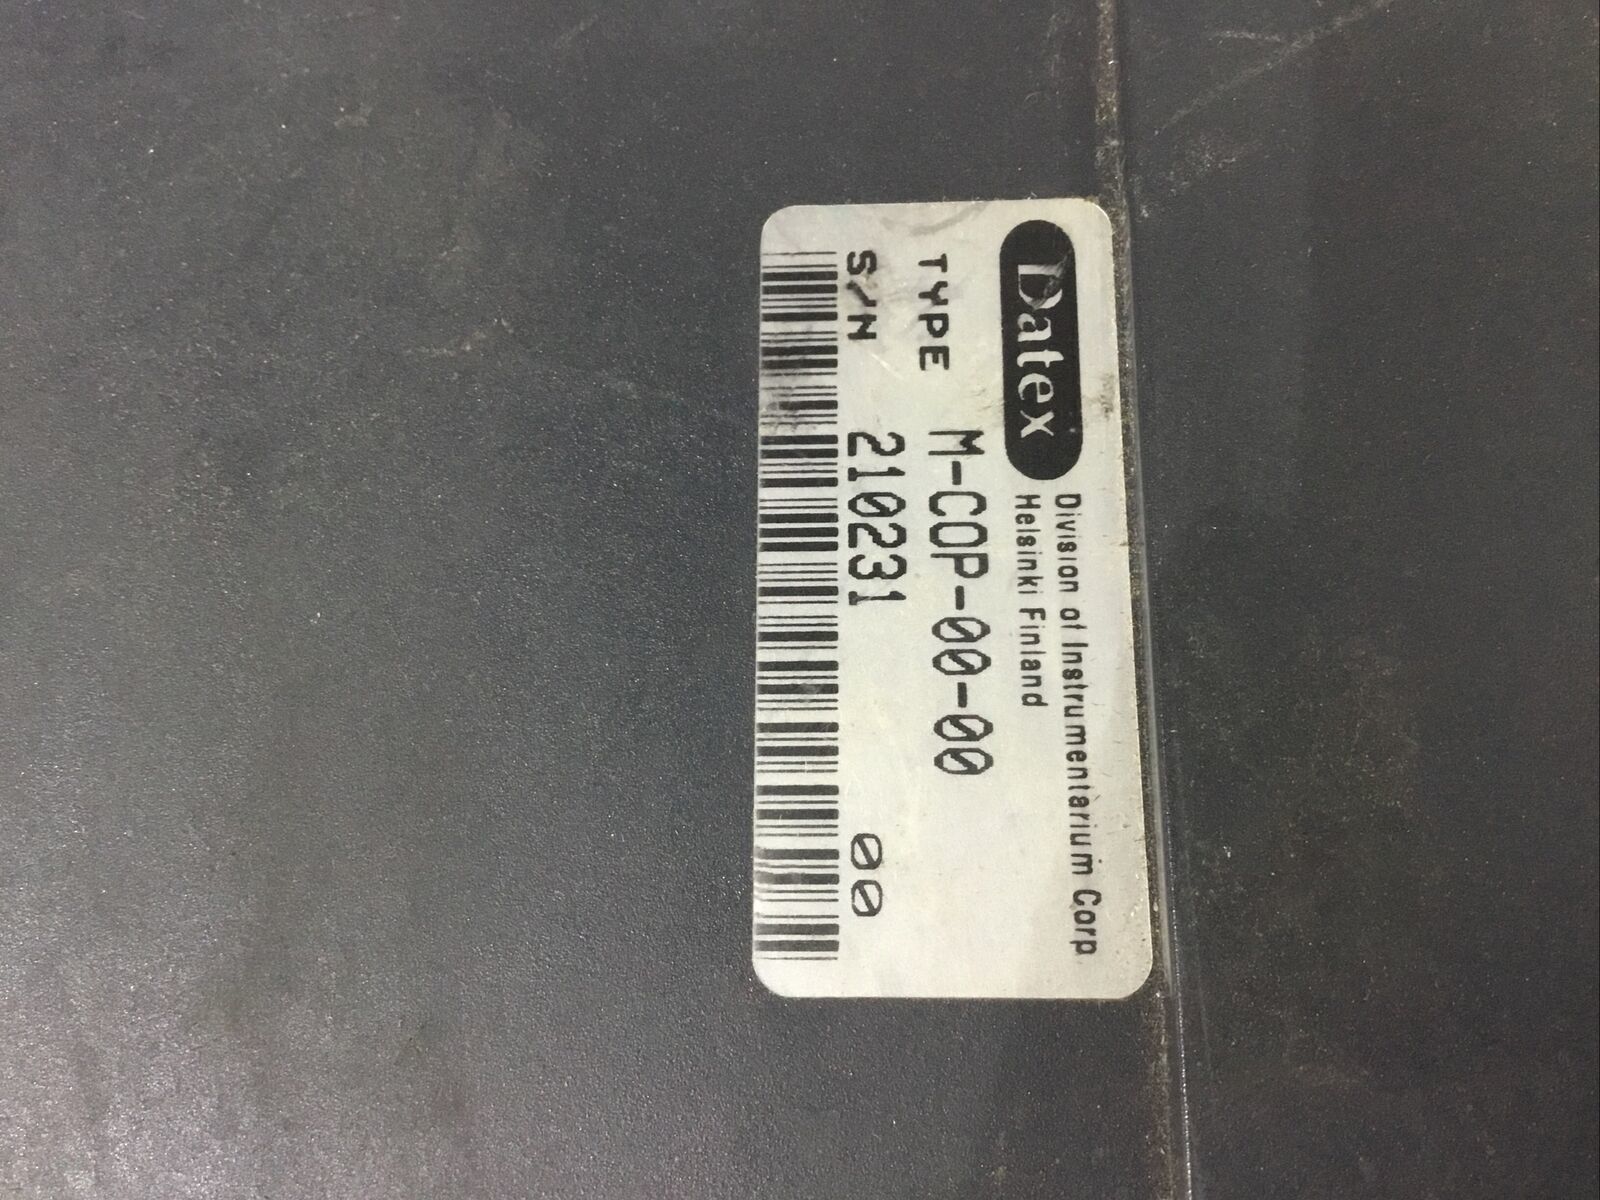 Datex
Division of Instrumentarium Corp
Helsinki Finland
TYPE M-COP-00-00
S/N 210231 00